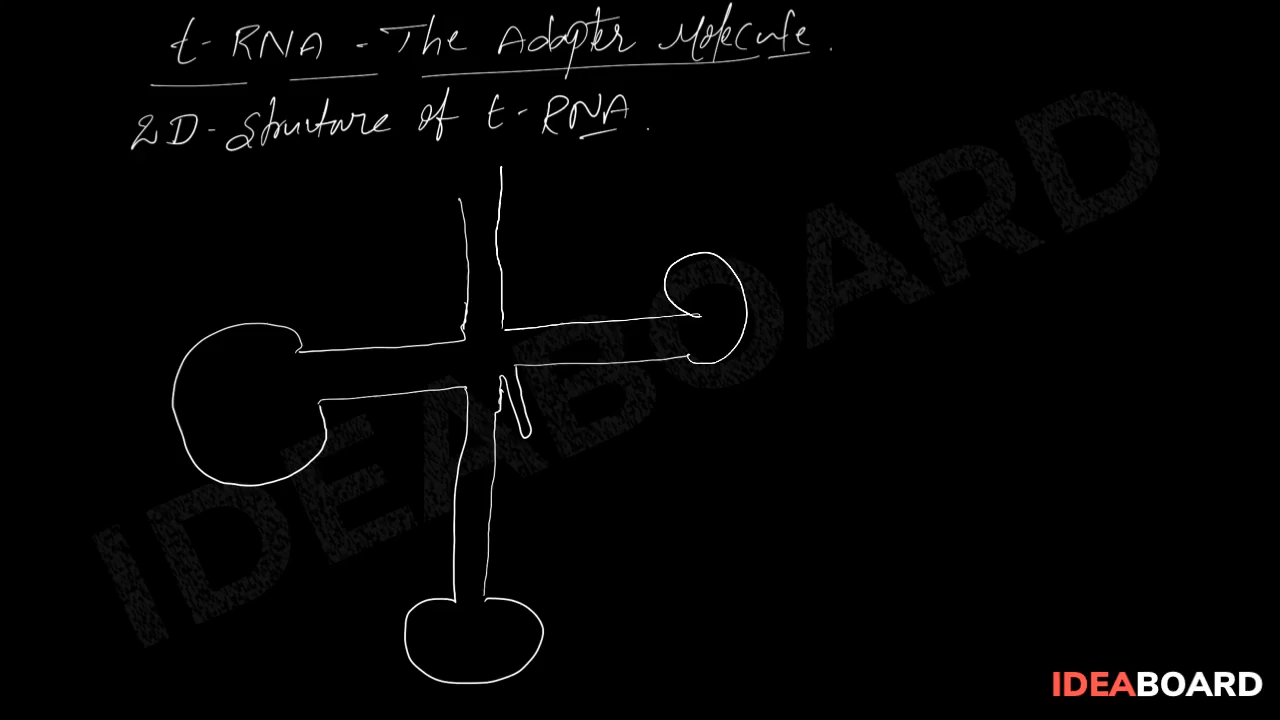 t-RNA - The Adapter Molecule.
2D-Structure of t-RNA.
IDEABOARD
IDEABOARD